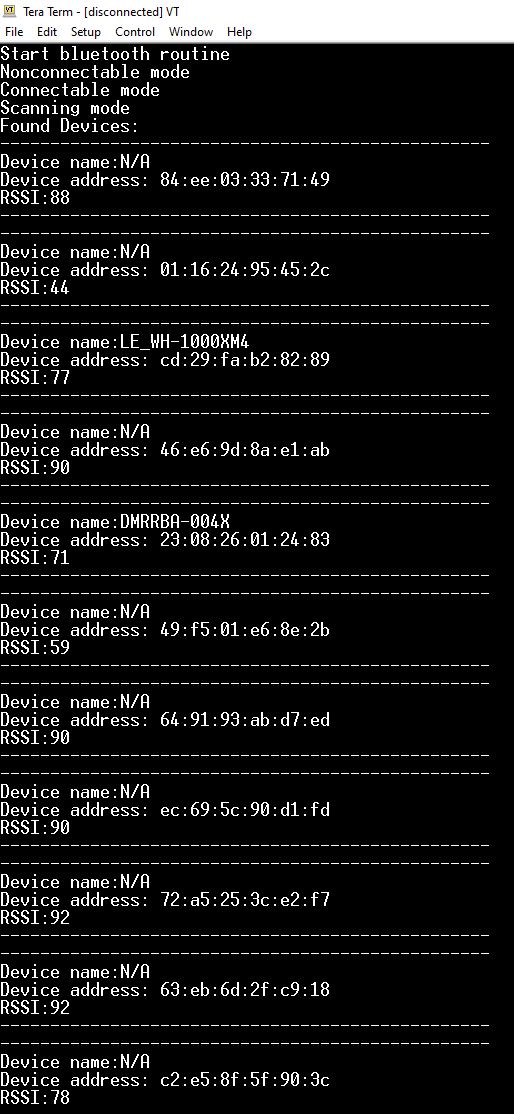 VT Tera Term - [disconnected] VT
File Edit Setup Control Window Help
Start bluetooth routine
Nonconnectable mode
Connectable mode
Scanning mode
Found Devices:
-------------------------------------------------
Device name:N/A
Device address: 84:ee:03:33:71:49
RSSI:88
-------------------------------------------------
-------------------------------------------------
Device name:N/A
Device address: 01:16:24:95:45:2c
RSSI:44
-------------------------------------------------
-------------------------------------------------
Device name:LE_WH-1000XM4
Device address: cd:29:fa:b2:82:89
RSSI:77
-------------------------------------------------
-------------------------------------------------
Device name:N/A
Device address: 46:e6:9d:8a:e1:ab
RSSI:90
-------------------------------------------------
-------------------------------------------------
Device name:DMRRBA-004X
Device address: 23:08:26:01:24:83
RSSI:71
-------------------------------------------------
-------------------------------------------------
Device name:N/A
Device address: 49:f5:01:e6:8e:2b
RSSI:59
-------------------------------------------------
-------------------------------------------------
Device name:N/A
Device address: 64:91:93:ab:d7:ed
RSSI:90
-------------------------------------------------
-------------------------------------------------
Device name:N/A
Device address: ec:69:5c:90:d1:fd
RSSI:90
-------------------------------------------------
-------------------------------------------------
Device name:N/A
Device address: 72:a5:25:3c:e2:f7
RSSI:92
-------------------------------------------------
-------------------------------------------------
Device name:N/A
Device address: 63:eb:6d:2f:c9:18
RSSI:92
-------------------------------------------------
-------------------------------------------------
Device name:N/A
Device address: c2:e5:8f:5f:90:3c
RSSI:78